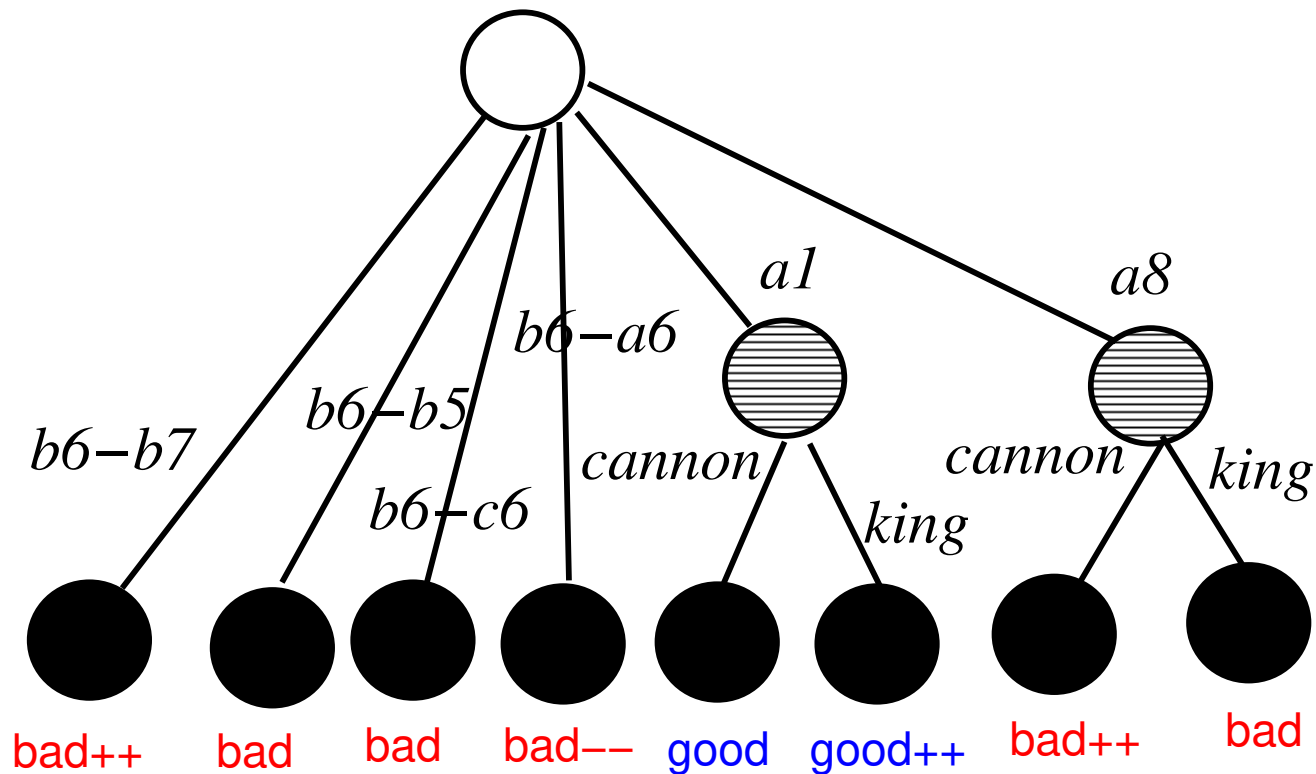 a1
a8
b6−a6
b6−b5
b6−b7
cannon
cannon
king
b6−c6
king
bad++
bad
bad
bad−−
good
good++
bad++
bad